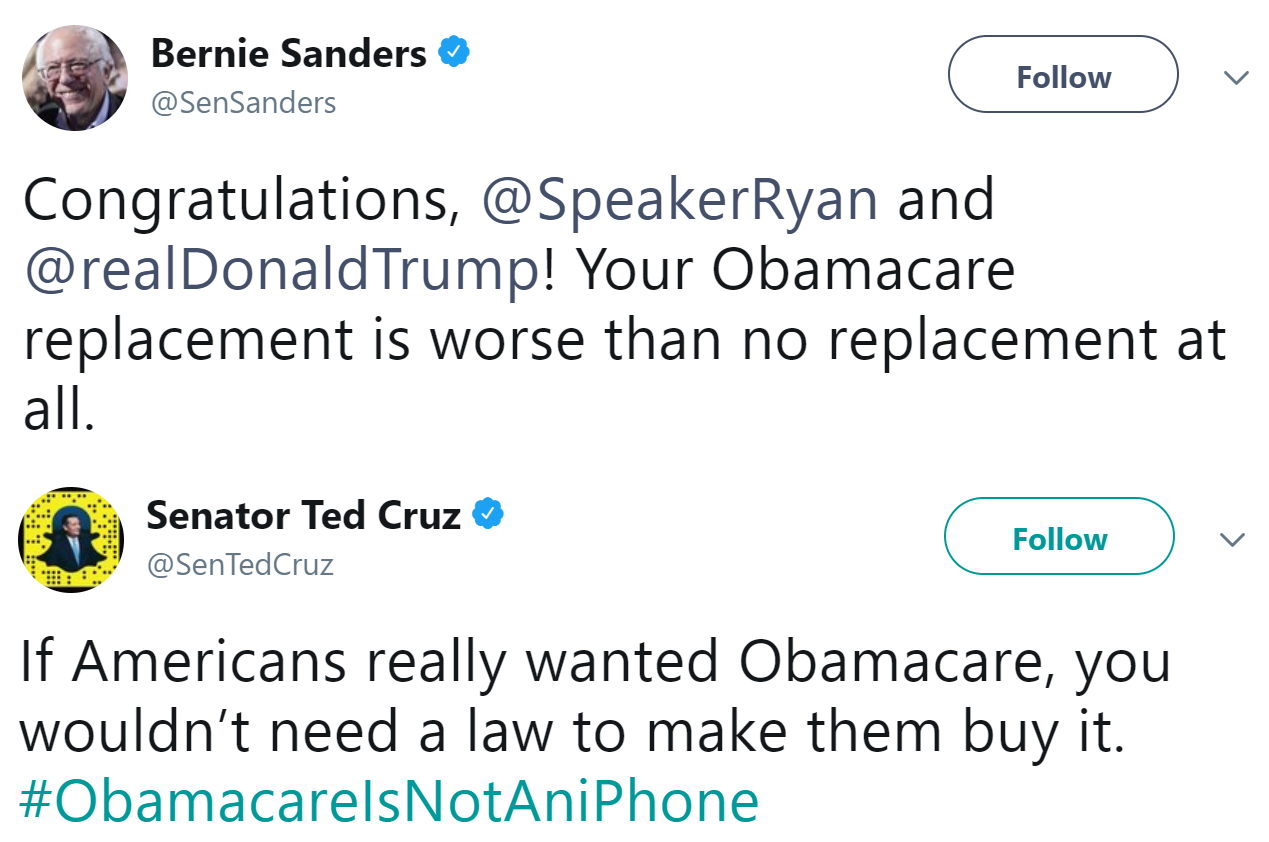 Bernie Sanders
@SenSanders
Follow
Congratulations, @SpeakerRyan and
@realDonaldTrump! Your Obamacare
replacement is worse than no replacement at
all.
Senator Ted Cruz
@SenTedCruz
Follow
If Americans really wanted Obamacare, you
wouldn’t need a law to make them buy it.
#ObamacareIsNotAniPhone